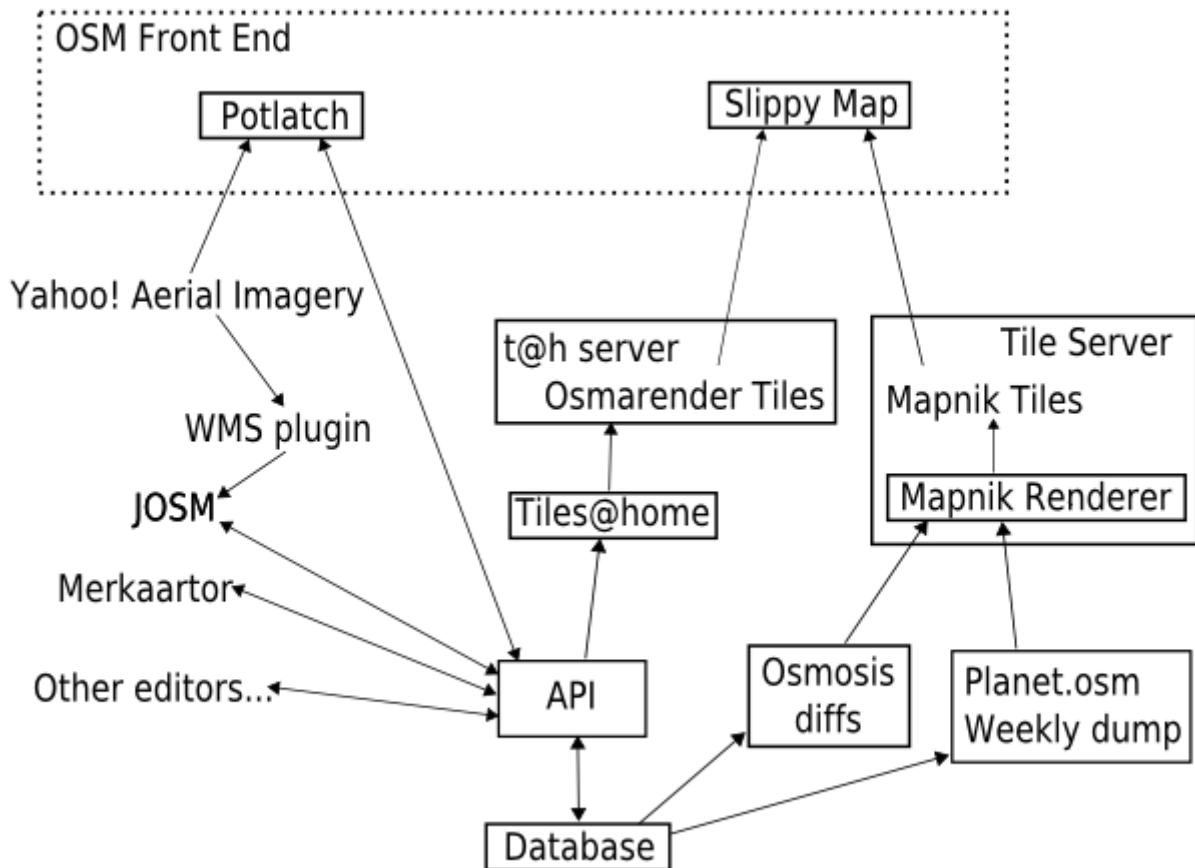 OSM Front End
Potlatch
Slippy Map
Yahoo! Aerial Imagery
t@h server
Osmarender Tiles
Tile Server
Mapnik Tiles
WMS plugin
JOSM
Tiles@home
Mapnik Renderer
Merkaartor
Other editors...
API
Osmosis
diffs
Planet.osm
Weekly dump
Database